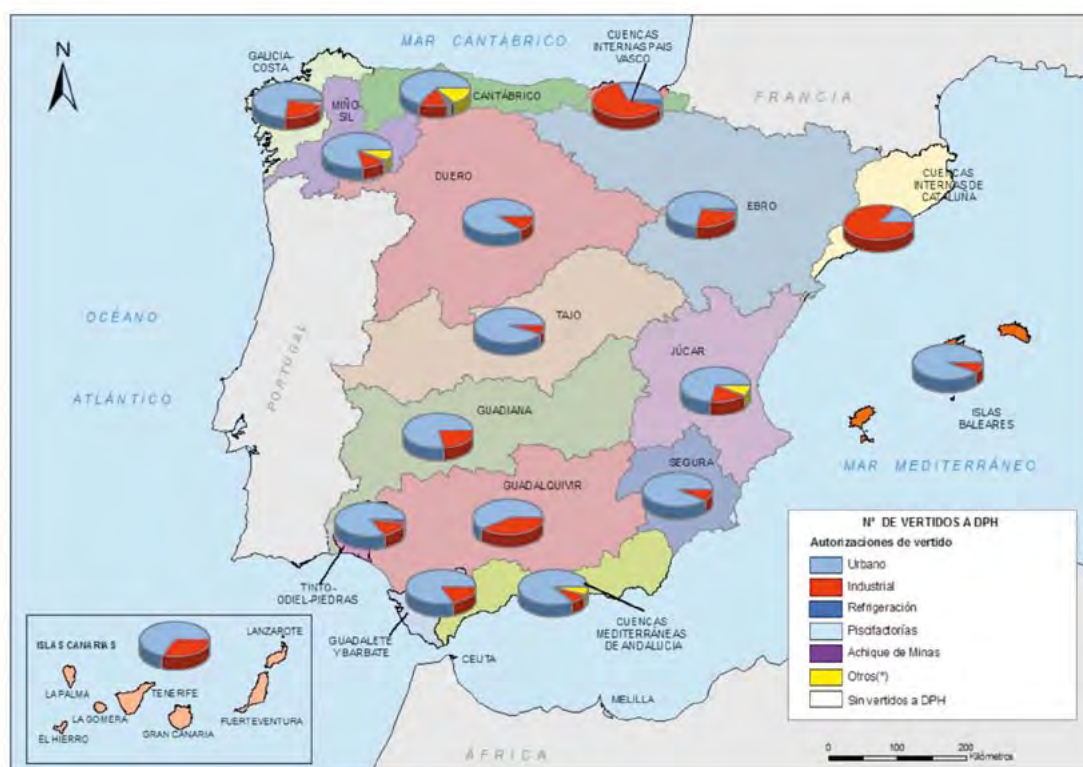 MAR CANTÁBRICO
CUENCAS
INTERNAS PAIS
VASCO
N
GALICIA-
COSTA
MIÑO-
SIL
CANTÁBRICO
FRANCIA
DUERO
EBRO
CUENCAS
INTERNAS DE
CATALUÑA
OCÉANO
ATLÁNTICO
PORTUGAL
TAJO
JÚCAR
GUADIANA
ISLAS
BALEARES
MAR MEDITERRÁNEO
SEGURA
GUADALQUIVIR
TINTO-
ODIEL-PIEDRAS
GUADALETE
Y BARBATE
CUENCAS
MEDITERRÁNEAS
DE ANDALUCIA
CEUTA
MELILLA
ÁFRICA
ISLAS CANARIAS
LANZAROTE
LA PALMA
TENERIFE
LA GOMERA
FUERTEVENTURA
EL HIERRO
GRAN CANARIA
Nº DE VERTIDOS A DPH
Autorizaciones de vertido
Urbano
Industrial
Refrigeración
Piscifactorías
Achique de Minas
Otros(*)
Sin vertidos a DPH
0 100 200
Kilómetros